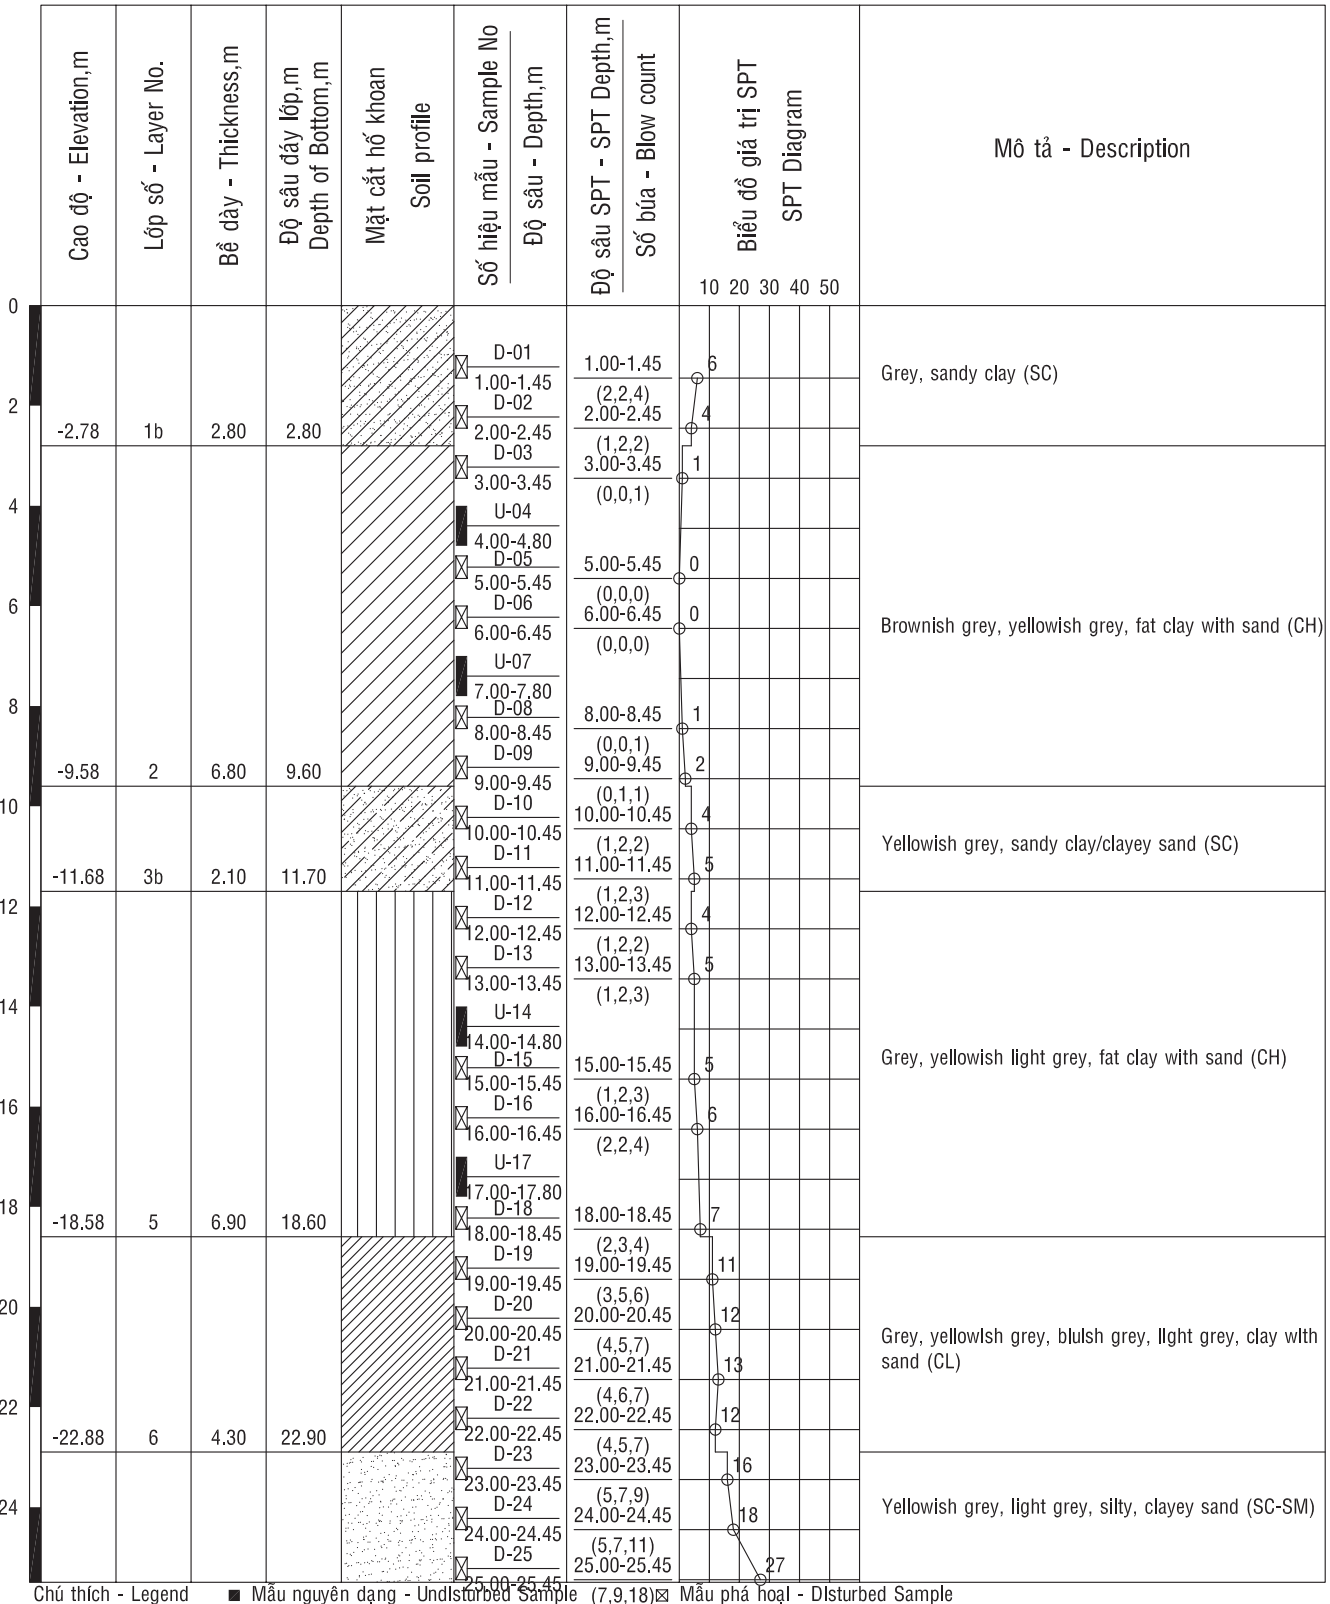 Cao độ - Elevation,m
Lớp số - Layer No.
Bề dày - Thickness,m
Độ sâu đáy lớp,m
Depth of Bottom,m
Mặt cắt hố khoan
Soil profile
Số hiệu mẫu - Sample No
Độ sâu - Depth,m
Độ sâu SPT - SPT Depth,m
Số búa - Blow count
Biểu đồ giá trị SPT
SPT Diagram
Mô tả - Description
10 20 30 40 50
0
D-01
1.00-1.45 6
Grey, sandy clay (SC)
1.00-1.45
(2,2,4)
2
D-02
2.00-2.45 4
-2.78 1b 2.80 2.80
2.00-2.45
(1,2,2)
D-03
3.00-3.45 1
3.00-3.45
(0,0,1)
4
U-04
4.00-4.80
D-05
5.00-5.45 0
5.00-5.45
(0,0,0)
6
D-06
6.00-6.45 0
Brownish grey, yellowish grey, fat clay with sand (CH)
6.00-6.45
(0,0,0)
U-07
7.00-7.80
8
D-08
8.00-8.45 1
8.00-8.45
(0,0,1)
D-09
9.00-9.45 2
-9.58 2 6.80 9.60
9.00-9.45
(0,1,1)
10
D-10
10.00-10.45 4
10.00-10.45
(1,2,2)
Yellowish grey, sandy clay/clayey sand (SC)
D-11
11.00-11.45 5
-11.68 3b 2.10 11.70
11.00-11.45
(1,2,3)
12
D-12
12.00-12.45 4
12.00-12.45
(1,2,2)
D-13
13.00-13.45 5
13.00-13.45
(1,2,3)
14
U-14
14.00-14.80
D-15
15.00-15.45 5
Grey, yellowish light grey, fat clay with sand (CH)
15.00-15.45
(1,2,3)
16
D-16
16.00-16.45 6
16.00-16.45
(2,2,4)
U-17
17.00-17.80
18
D-18
18.00-18.45 7
-18.58 5 6.90 18.60
18.00-18.45
(2,3,4)
D-19
19.00-19.45 11
19.00-19.45
(3,5,6)
20
D-20
20.00-20.45 12
20.00-20.45
(4,5,7)
Grey, yellowish grey, bluish grey, light grey, clay with
sand (CL)
D-21
21.00-21.45 13
21.00-21.45
(4,6,7)
22
D-22
22.00-22.45 12
-22.88 6 4.30 22.90
22.00-22.45
(4,5,7)
D-23
23.00-23.45 16
23.00-23.45
(5,7,9)
24
D-24
24.00-24.45 18
Yellowish grey, light grey, silty, clayey sand (SC-SM)
24.00-24.45
(5,7,11)
D-25
25.00-25.45 27
25.00-25.45
(7,9,18)
Chú thích - Legend Mẫu nguyên dạng - Undisturbed Sample Mẫu phá hoại - Disturbed Sample